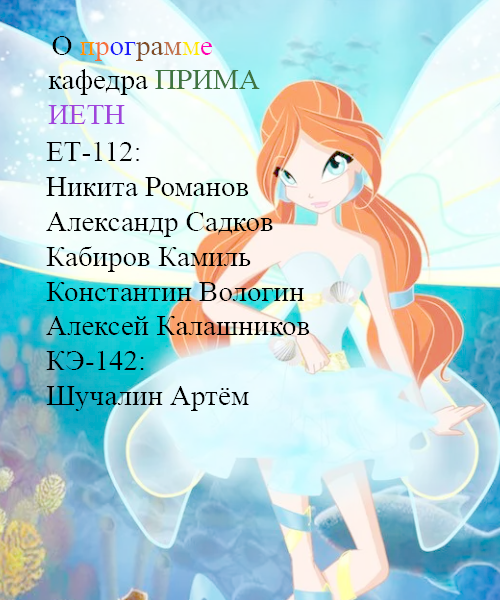 О программе
кафедра ПРИМА
ИЕТН
ЕТ-112:
Никита Романов
Александр Садков
Кабиров Камиль
Константин Вологин
Алексей Калашников
КЭ-142:
Шучалин Артём